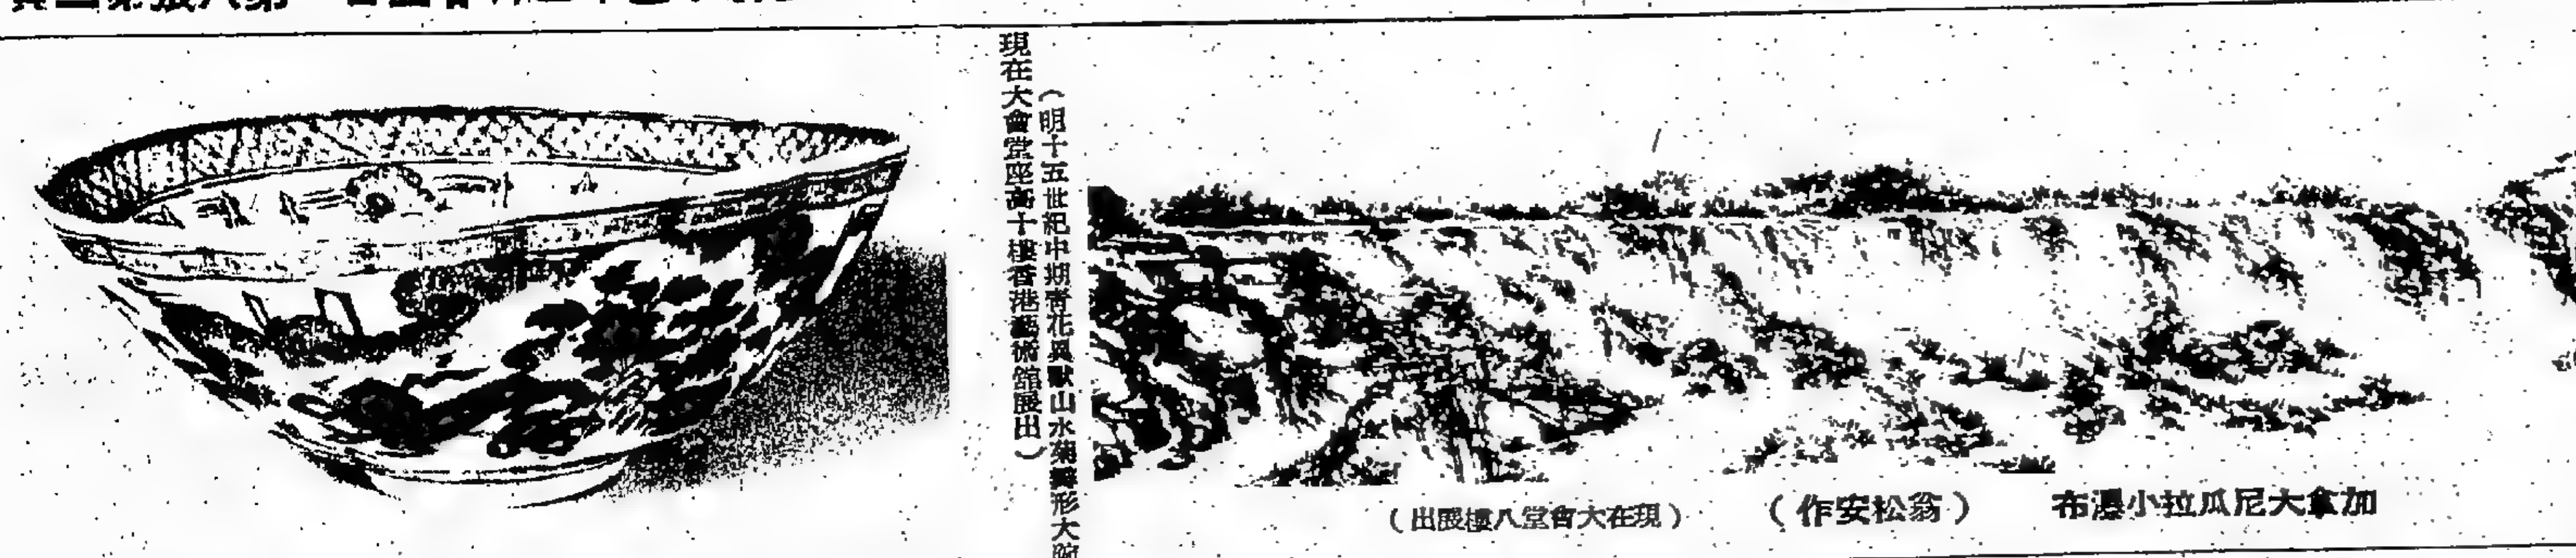 加拿大尼瓜拉小瀑布 （翁松安作） （現在大會堂八樓展出）
（明十五世紀中期青花異獸山水菊瓣形大碗
現在大會堂座高十樓香港藝術館展出）